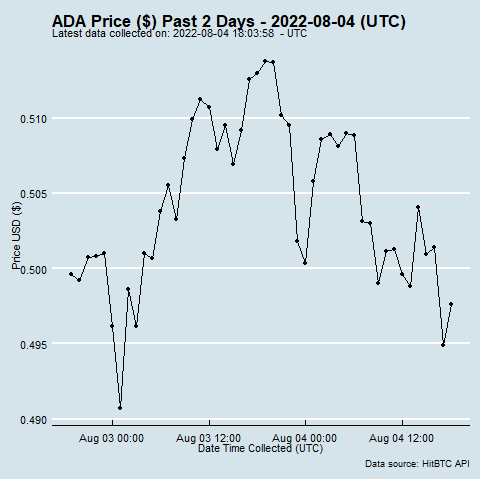 ADA Price ($) Past 2 Days - 2022-08-04 (UTC)
Latest data collected on: 2022-08-04 18:03:58 - UTC
Price USD ($)
0.510
0.505
0.500
0.495
0.490
Aug 03 00:00 Aug 03 12:00 Aug 04 00:00 Aug 04 12:00
Date Time Collected (UTC)
Data source: HitBTC API